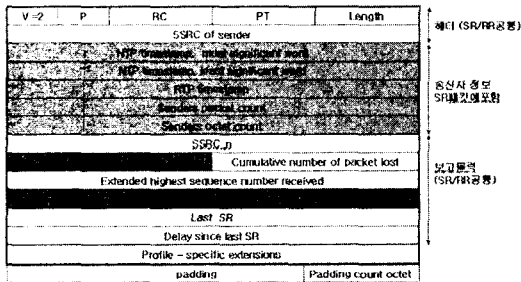 V =2 P RC PT Length
SSRC of sender
헤더 (SR/RR공통)
NTP timestamp, most significant word
NTP timestamp, most significant word
RTP timestamp
Senders packet count
Senders octet count
송신자 정보
SR패킷에포함
SSRC_n
Cumulative number of packet lost
Extended highest sequence number received
보고블럭
(SR/RR공통)
Last SR
Delay since last SR
Profile - specific extensions
padding Padding count octet